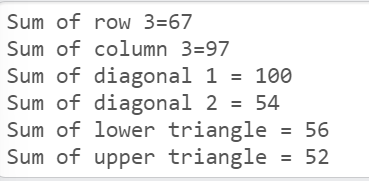 Sum of row 3=67
Sum of column 3=97
Sum of diagonal 1 = 100
Sum of diagonal 2 = 54
Sum of lower triangle = 56
Sum of upper triangle = 52